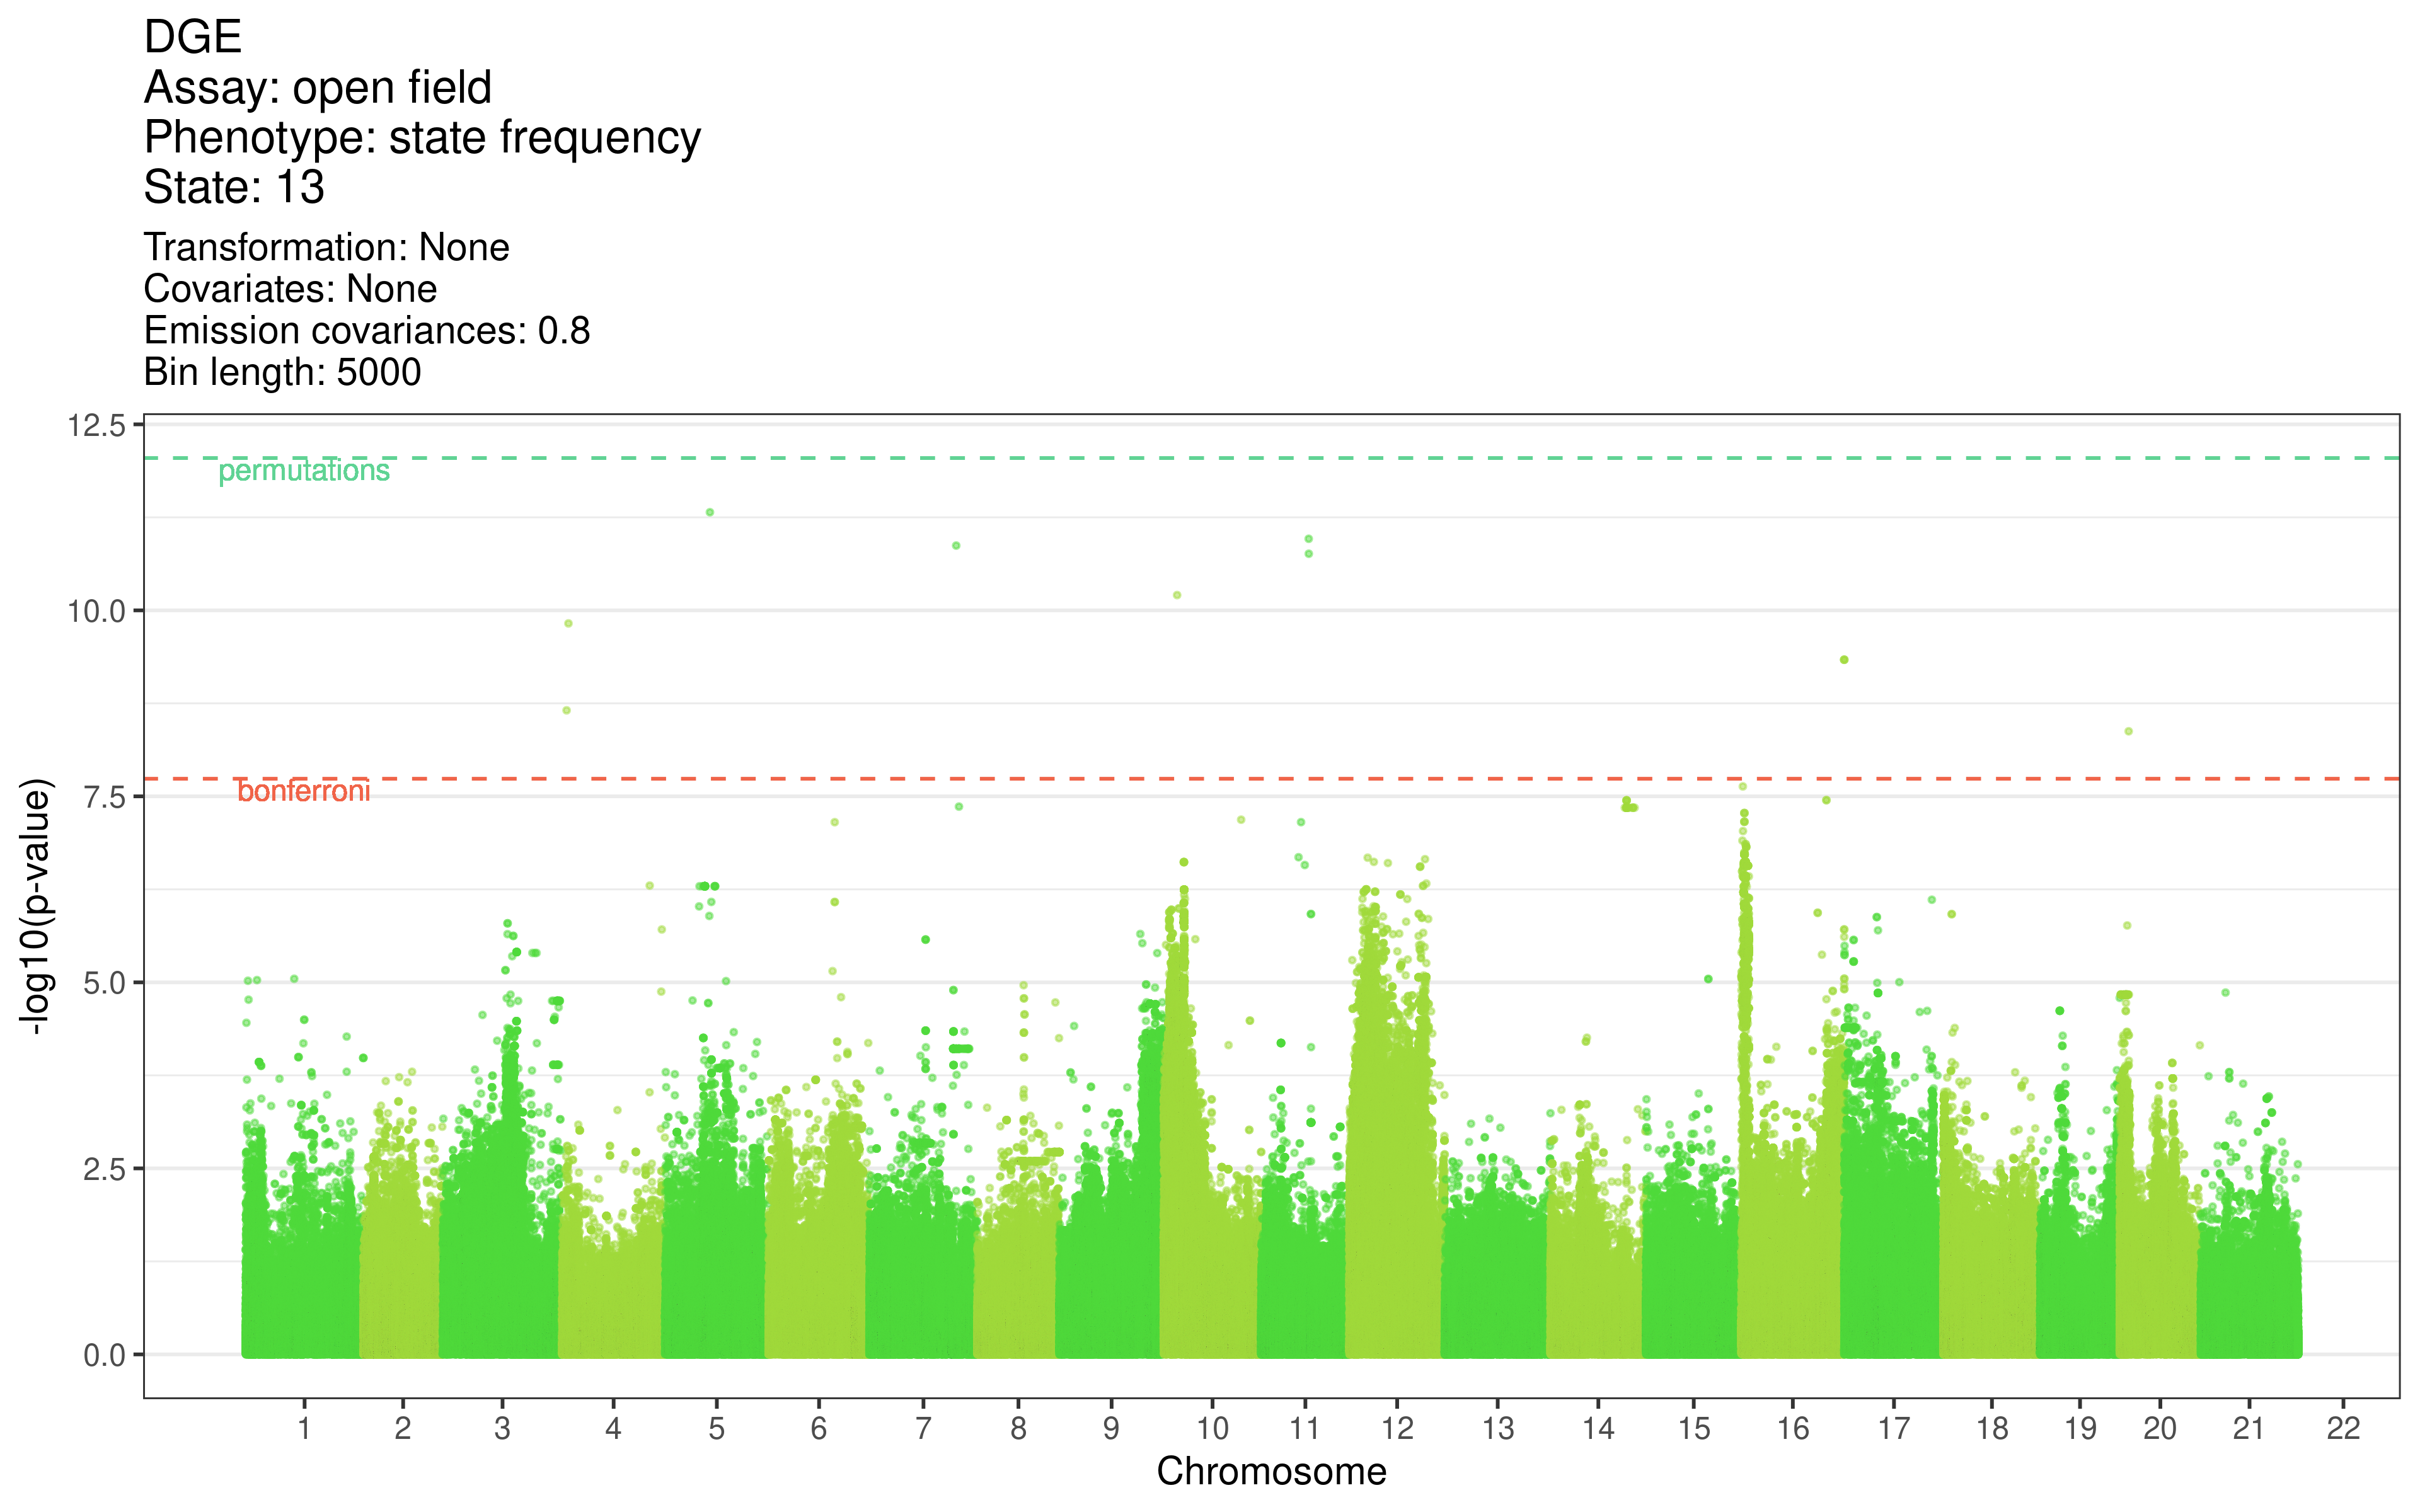 DGE
Assay: open field
Phenotype: state frequency
State: 13
Transformation: None
Covariates: None
Emission covariances: 0.8
Bin length: 5000
12.5
permutations
10.0
bonferroni
7.5
5.0
2.5
0.0
-log10(p-value)
1 2 3 4 5 6 7 8 9 10 11 12 13 14 15 16 17 18 19 20 21 22
Chromosome